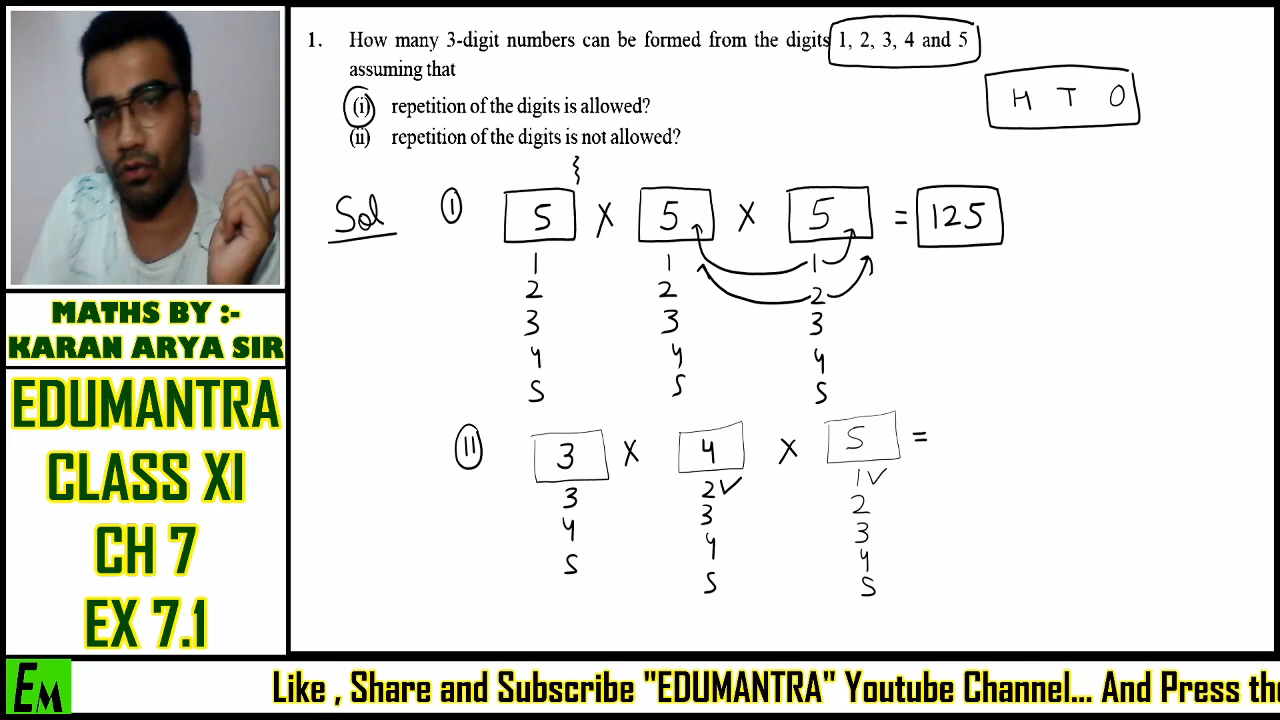 1. How many 3-digit numbers can be formed from the digits 1, 2, 3, 4 and 5
assuming that
(i) repetition of the digits is allowed?
(ii) repetition of the digits is not allowed?
H T O
Sol (i) 5 X 5 X 5 = 125
1 1 1
2 2 2
3 3 3
4 4 4
5 5 5
(ii) 3 X 4 X 5 =
3 2✓ 1✓
4 3 2
5 4 3
5 4
5
MATHS BY :-
KARAN ARYA SIR
EDUMANTRA
CLASS XI
CH 7
EX 7.1
EM
Like , Share and Subscribe "EDUMANTRA" Youtube Channel... And Press the